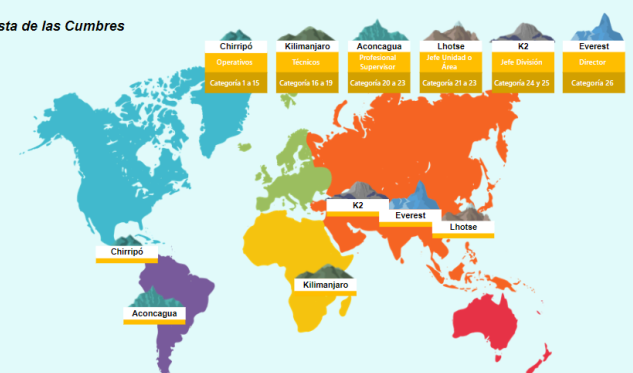 sta de las Cumbres
Chirripó
Kilimanjaro
Aconcagua
Lhotse
K2
Everest
Operativos
Técnicos
Profesional
Supervisor
Jefe Unidad o
Área
Jefe División
Director
Categoría 1 a 15
Categoría 16 a 19
Categoría 20 a 23
Categoría 21 a 23
Categoría 24 y 25
Categoría 26
K2
Everest
Lhotse
Chirripó
Kilimanjaro
Aconcagua